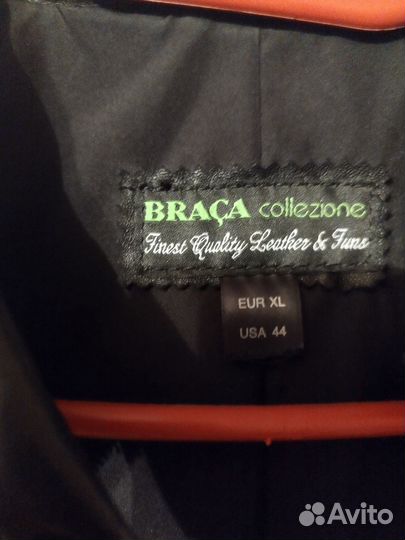 BRAÇA collezione
Finest Quality Leather & Furs
EUR XL
USA 44
Avito